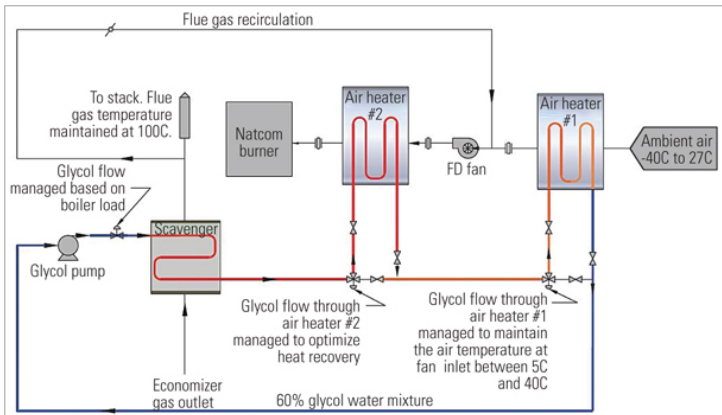 Flue gas recirculation
To stack. Flue
gas temperature
maintained at 100C.
Natcom
burner
Air heater
#2
FD fan
Air heater
#1
Ambient air
-40C to 27C
Glycol flow
managed based on
boiler load
Scavenger
Glycol pump
Glycol flow through
air heater #2
managed to optimize
heat recovery
Glycol flow through
air heater #1
managed to maintain
the air temperature at
fan inlet between 5C
and 40C
Economizer
gas outlet
60% glycol water mixture